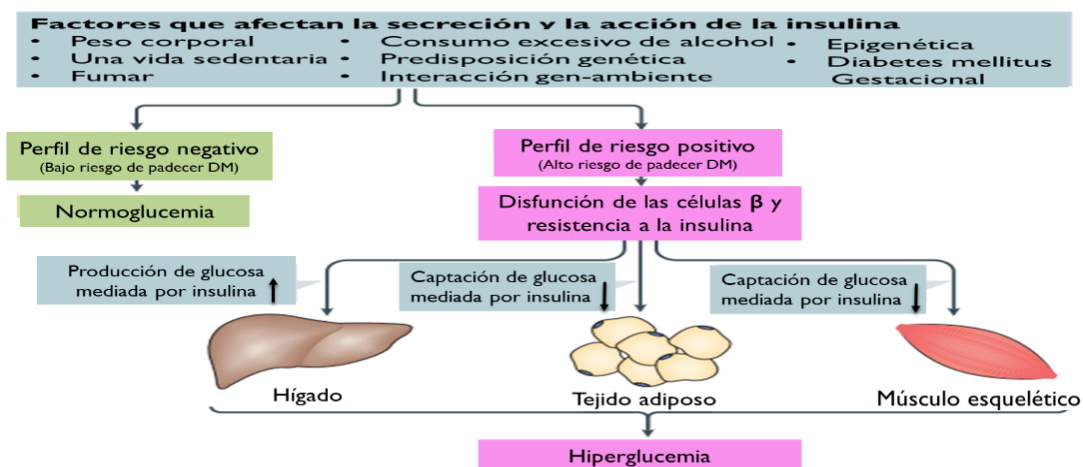 Factores que afectan la secreción y la acción de la insulina
• Peso corporal
• Una vida sedentaria
• Fumar
• Consumo excesivo de alcohol
• Predisposición genética
• Interacción gen-ambiente
• Epigenética
• Diabetes mellitus
Gestacional
Perfil de riesgo negativo
(Bajo riesgo de padecer DM)
Normoglucemia
Perfil de riesgo positivo
(Alto riesgo de padecer DM)
Disfunción de las células β y
resistencia a la insulina
Producción de glucosa
mediada por insulina
Captación de glucosa
mediada por insulina
Captación de glucosa
mediada por insulina
Hígado
Tejido adiposo
Músculo esquelético
Hiperglucemia